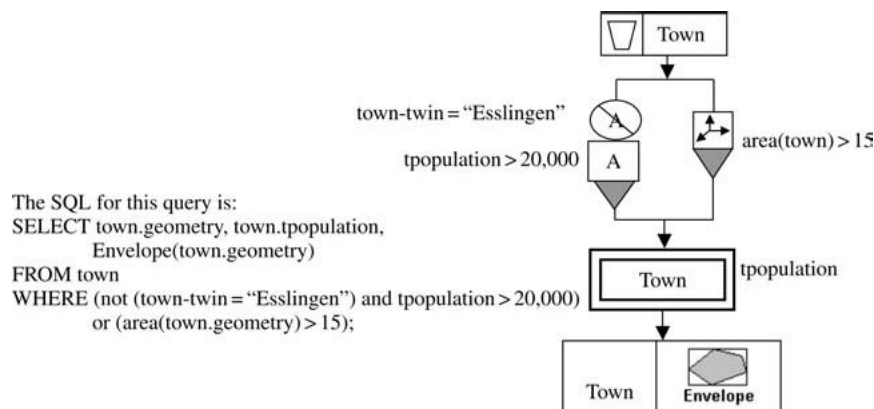 Town
town-twin = “Esslingen”
A
tpopulation > 20,000
A
area(town) > 15
The SQL for this query is:
SELECT town.geometry, town.tpopulation,
Envelope(town.geometry)
FROM town
WHERE (not (town-twin = “Esslingen”) and tpopulation > 20,000)
or (area(town.geometry) > 15);
Town
tpopulation
Town
Envelope